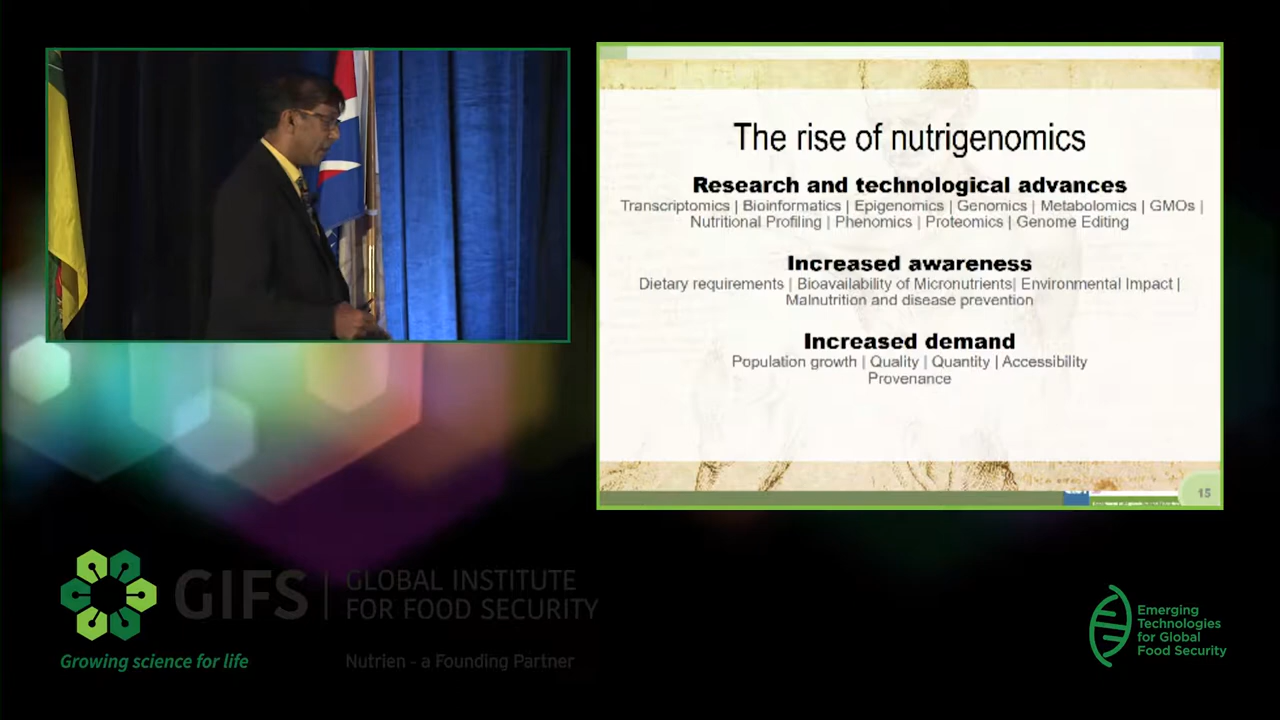 The rise of nutrigenomics
Research and technological advances
Transcriptomics | Bioinformatics | Epigenomics | Genomics | Metabolomics | GMOs |
Nutritional Profiling | Phenomics | Proteomics | Genome Editing
Increased awareness
Dietary requirements | Bioavailability of Micronutrients| Environmental Impact |
Malnutrition and disease prevention
Increased demand
Population growth | Quality | Quantity | Accessibility
Provenance
15
GIFS
GLOBAL INSTITUTE
FOR FOOD SECURITY
Growing science for life
Nutrien - a Founding Partner
Emerging
Technologies
for Global
Food Security